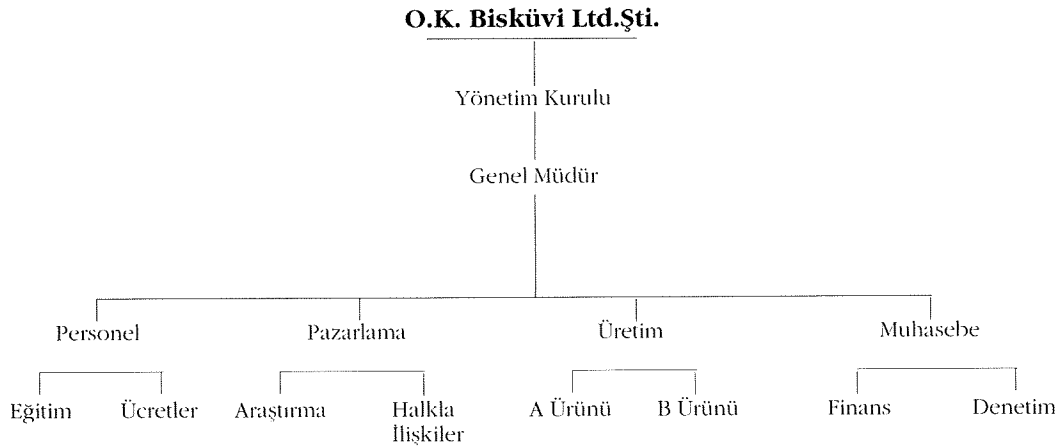 O.K. Bisküvi Ltd.Şti.
Yönetim Kurulu
Genel Müdür
Personel Pazarlama Üretim Muhasebe
Eğitim Ücretler Araştırma Halkla A Ürünü B Ürünü Finans Denetim
İlişkiler